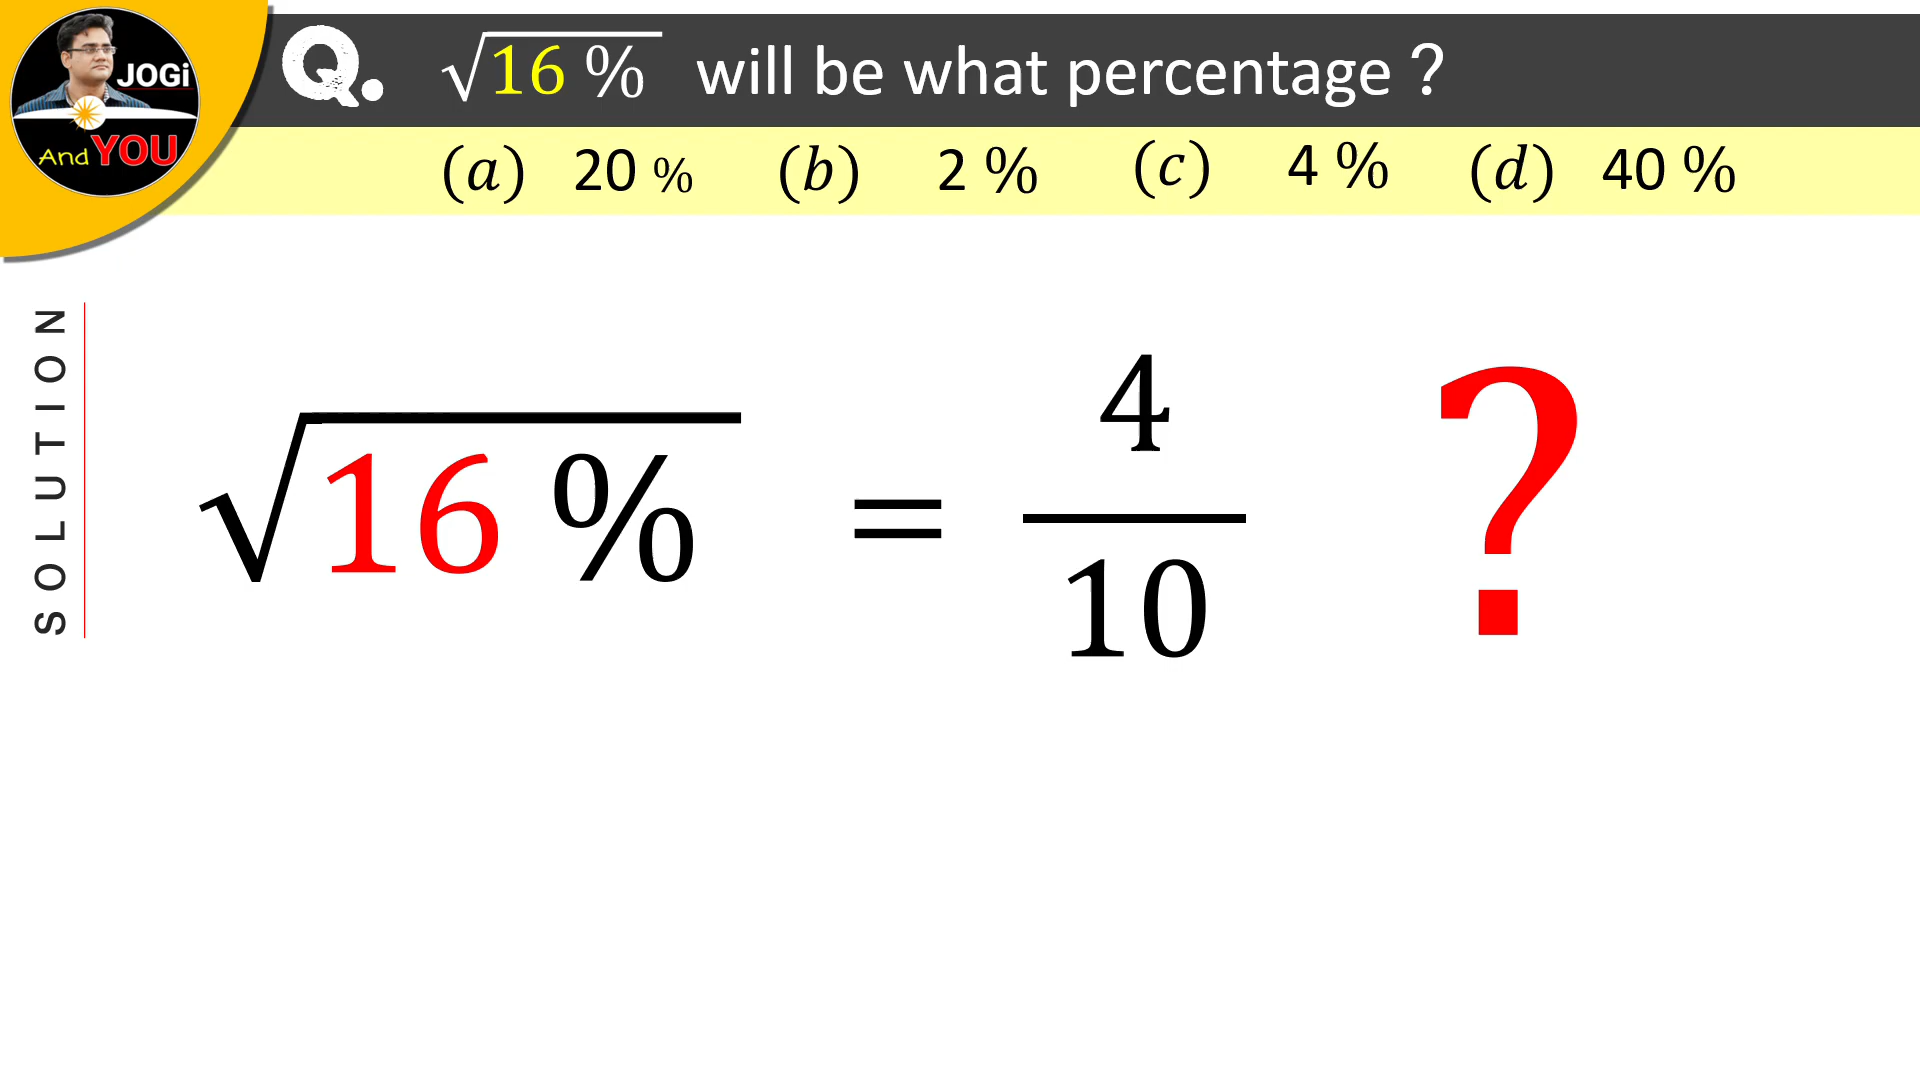 JOGi
And YOU
Q. √16 % will be what percentage ?
(a) 20 % (b) 2 % (c) 4 % (d) 40 %
SOLUTION
√16 % = 4/10 ?